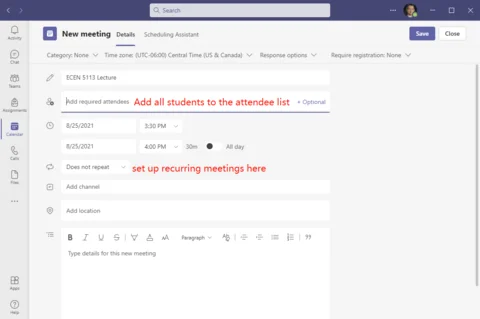 Search
Activity
Chat
Teams
Assignments
Calendar
Calls
Files
Apps
Help
New meeting Details Scheduling Assistant Save Close
Category: None Time zone: (UTC-06:00) Central Time (US & Canada) Response options Require registration: None
ECEN 5113 Lecture
Add required attendees Add all students to the attendee list + Optional
8/25/2021 3:30 PM
8/25/2021 4:00 PM 30m All day
Does not repeat set up recurring meetings here
Add channel
Add location
B I U S A AA Paragraph
Type details for this new meeting